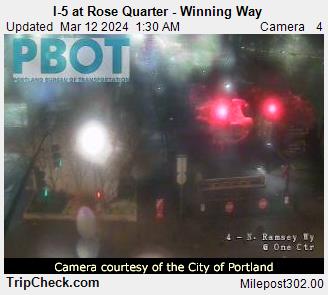 I-5 at Rose Quarter - Winning Way
Updated Mar 12 2024 1:30 AM Camera 4
PBOT
PORTLAND BUREAU OF TRANSPORTATION
4 - N. Ramsey Wy
@ One Ctr
Camera courtesy of the City of Portland
TripCheck.com Milepost302.00